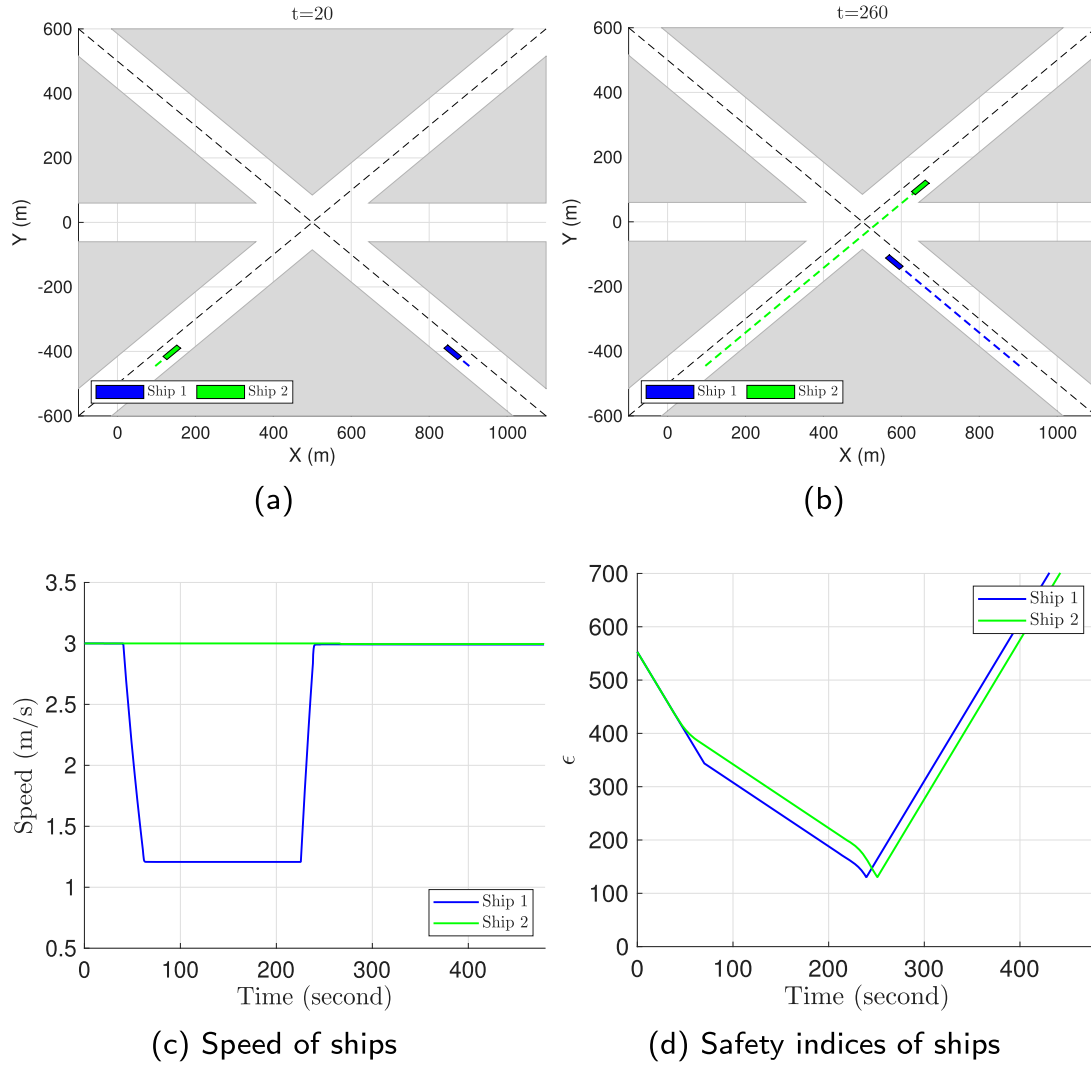 t=20
600
400
200
0
-200
-400
-600
Y (m)
0 200 400 600 800 1000
X (m)
Ship 1 Ship 2
(a)
t=260
600
400
200
0
-200
-400
-600
Y (m)
0 200 400 600 800 1000
X (m)
Ship 1 Ship 2
(b)
3.5
3
2.5
2
1.5
1
0.5
Speed (m/s)
0 100 200 300 400
Time (second)
Ship 1
Ship 2
(c) Speed of ships
700
600
500
400
300
200
100
0
ϵ
0 100 200 300 400
Time (second)
Ship 1
Ship 2
(d) Safety indices of ships